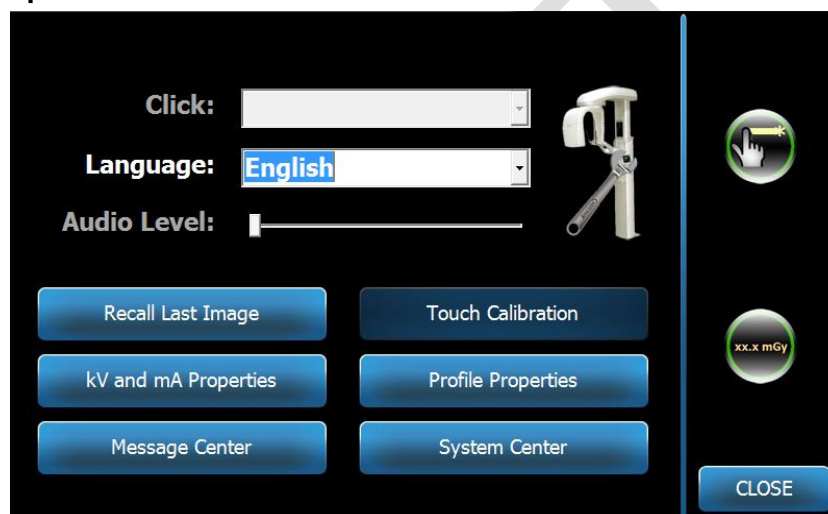 Click:
Language: English
Audio Level:
Recall Last Image
Touch Calibration
kV and mA Properties
Profile Properties
Message Center
System Center
xx.x mGy
CLOSE